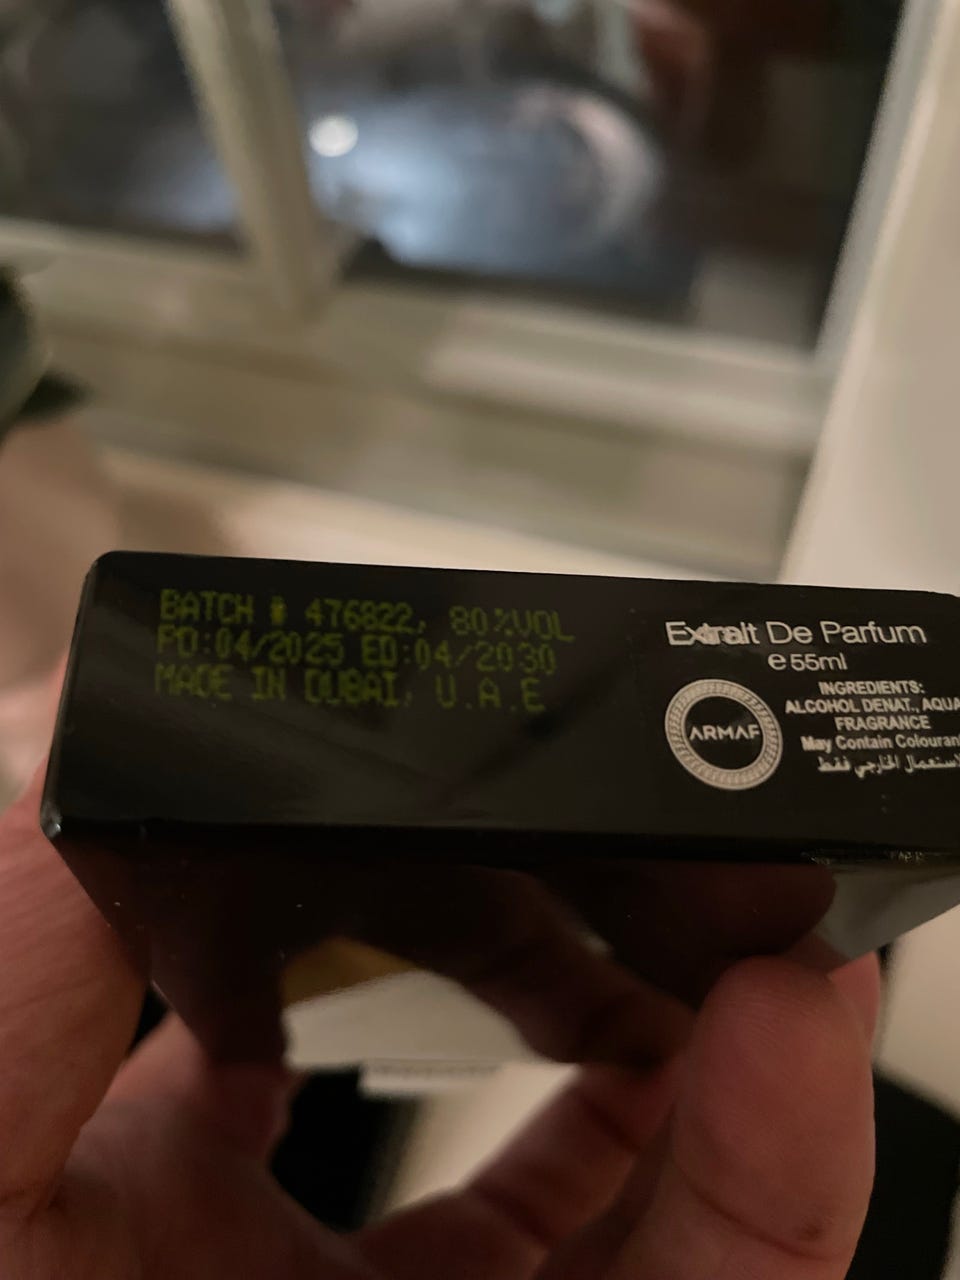 BATCH # 476822, 80%VOL
PD:04/2025 ED:04/2030
MADE IN DUBAI, U.A.E
Extrait De Parfum
e 55ml
INGREDIENTS:
ALCOHOL DENAT., AQUA
FRAGRANCE
May Contain Colourant
ARMAF
الخارجي فقط